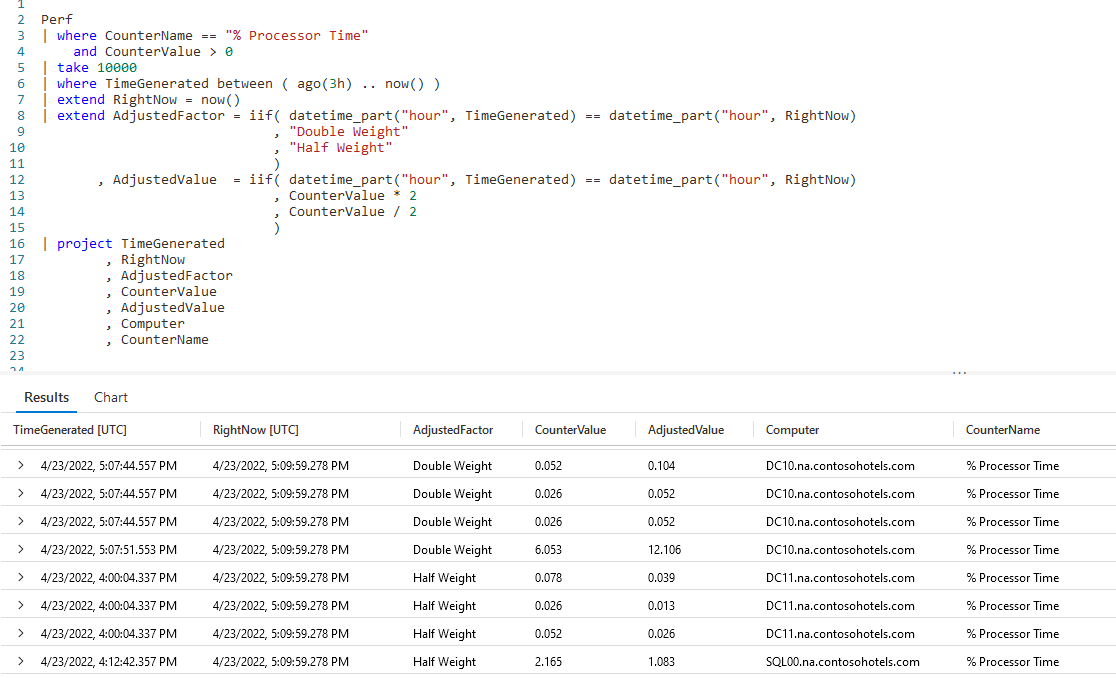 1
2 Perf
3 | where CounterName == "% Processor Time"
4 and CounterValue > 0
5 | take 10000
6 | where TimeGenerated between ( ago(3h) .. now() )
7 | extend RightNow = now()
8 | extend AdjustedFactor = iif( datetime_part("hour", TimeGenerated) == datetime_part("hour", RightNow)
9 , "Double Weight"
10 , "Half Weight"
11 )
12 , AdjustedValue  = iif( datetime_part("hour", TimeGenerated) == datetime_part("hour", RightNow)
13 , CounterValue * 2
14 , CounterValue / 2
15 )
16 | project TimeGenerated
17 , RightNow
18 , AdjustedFactor
19 , CounterValue
20 , AdjustedValue
21 , Computer
22 , CounterName
23
24
...
Results Chart
TimeGenerated [UTC] RightNow [UTC] AdjustedFactor CounterValue AdjustedValue Computer CounterName
> 4/23/2022, 5:07:44.557 PM 4/23/2022, 5:09:59.278 PM Double Weight 0.052 0.104 DC10.na.contosohotels.com % Processor Time
> 4/23/2022, 5:07:44.557 PM 4/23/2022, 5:09:59.278 PM Double Weight 0.026 0.052 DC10.na.contosohotels.com % Processor Time
> 4/23/2022, 5:07:44.557 PM 4/23/2022, 5:09:59.278 PM Double Weight 0.026 0.052 DC10.na.contosohotels.com % Processor Time
> 4/23/2022, 5:07:51.553 PM 4/23/2022, 5:09:59.278 PM Double Weight 6.053 12.106 DC10.na.contosohotels.com % Processor Time
> 4/23/2022, 4:00:04.337 PM 4/23/2022, 5:09:59.278 PM Half Weight 0.078 0.039 DC11.na.contosohotels.com % Processor Time
> 4/23/2022, 4:00:04.337 PM 4/23/2022, 5:09:59.278 PM Half Weight 0.026 0.013 DC11.na.contosohotels.com % Processor Time
> 4/23/2022, 4:00:04.337 PM 4/23/2022, 5:09:59.278 PM Half Weight 0.052 0.026 DC11.na.contosohotels.com % Processor Time
> 4/23/2022, 4:12:42.357 PM 4/23/2022, 5:09:59.278 PM Half Weight 2.165 1.083 SQL00.na.contosohotels.com % Processor Time